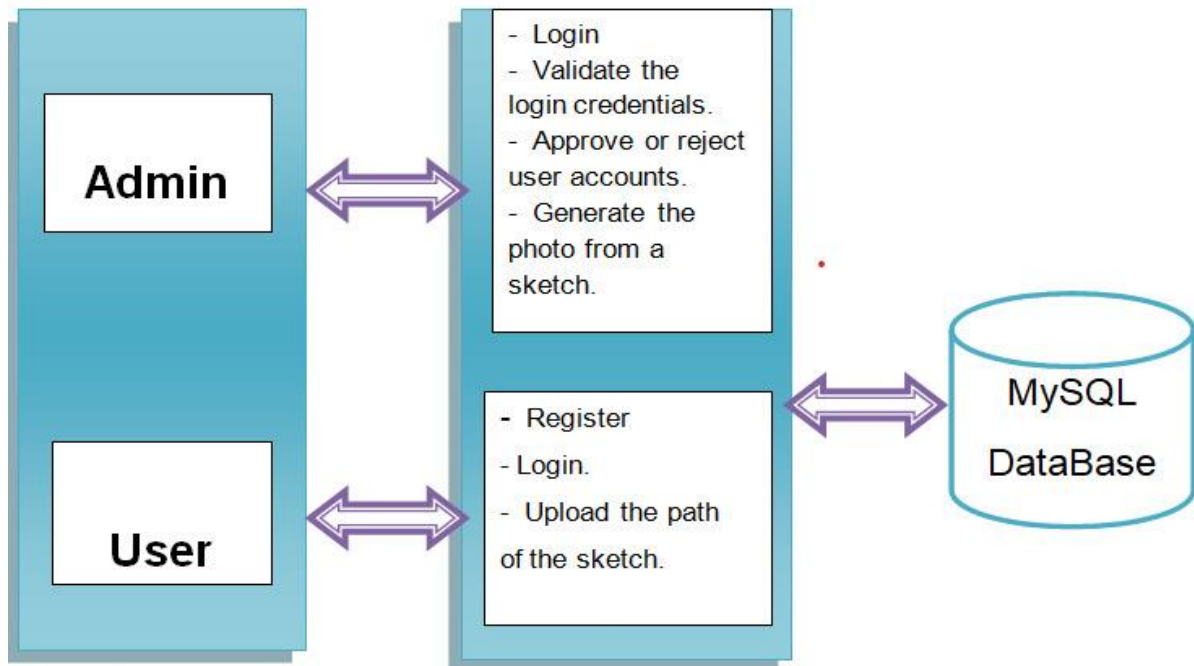 Admin
User
- Login
- Validate the
login credentials.
- Approve or reject
user accounts.
- Generate the
photo from a
sketch.
- Register
- Login.
- Upload the path
of the sketch.
MySQL
DataBase